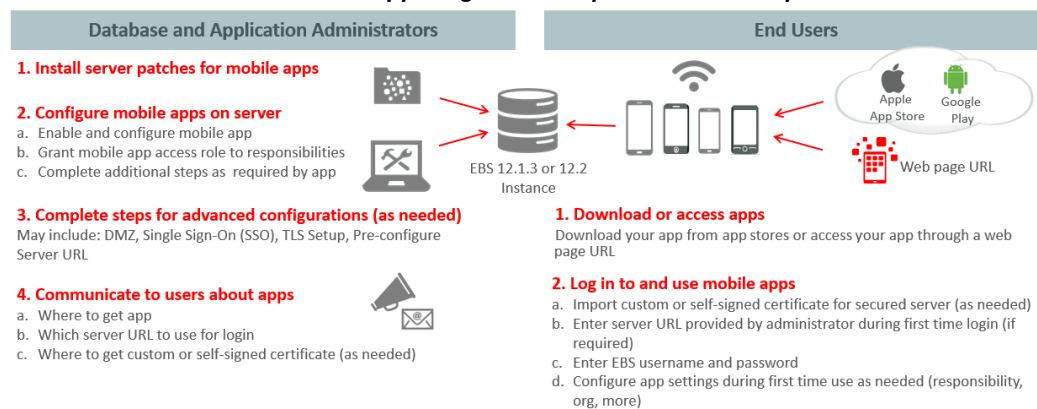 Database and Application Administrators
1. Install server patches for mobile apps
2. Configure mobile apps on server
a. Enable and configure mobile app
b. Grant mobile app access role to responsibilities
c. Complete additional steps as required by app
EBS 12.1.3 or 12.2
Instance
3. Complete steps for advanced configurations (as needed)
May include: DMZ, Single Sign-On (SSO), TLS Setup, Pre-configure
Server URL
4. Communicate to users about apps
a. Where to get app
b. Which server URL to use for login
c. Where to get custom or self-signed certificate (as needed)
@
End Users
Apple
App Store
Google
Play
Web page URL
1. Download or access apps
Download your app from app stores or access your app through a web
page URL
2. Log in to and use mobile apps
a. Import custom or self-signed certificate for secured server (as needed)
b. Enter server URL provided by administrator during first time login (if
required)
c. Enter EBS username and password
d. Configure app settings during first time use as needed (responsibility,
org, more)